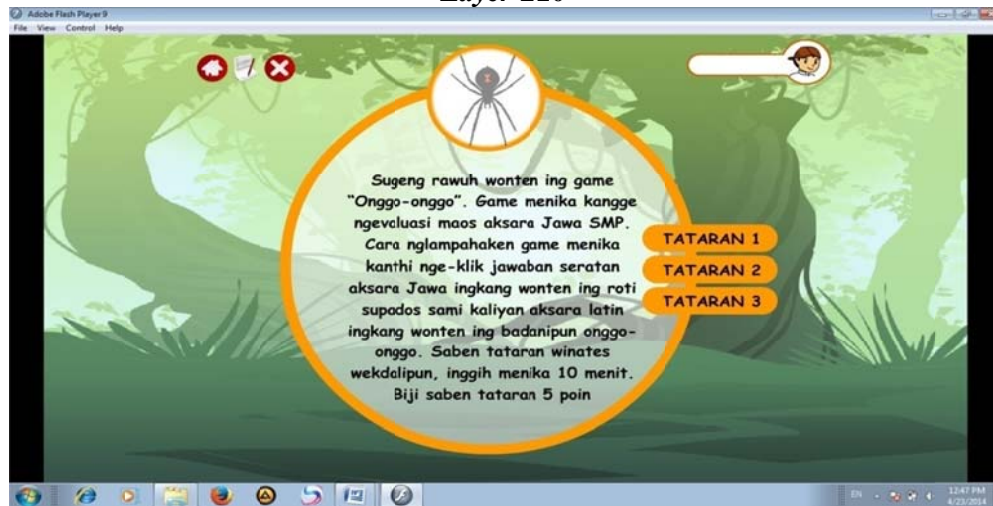 Adobe Flash Player 9
File View Control Help
Sugeng rawuh wonten ing game
"Onggo-onggo". Game menika kangge
ngevaluasi maos aksara Jawa SMP.
Cara nglampahaken game menika
kanthi nge-klik jawaban seratan
aksara Jawa ingkang wonten ing roti
supados sami kaliyan aksara latin
ingkang wonten ing badanipun onggo-
onggo. Saben tataran winates
wekdalipun, inggih menika 10 menit.
Biji saben tataran 5 poin
TATARAN 1
TATARAN 2
TATARAN 3
EN
12:47 PM
4/23/2014